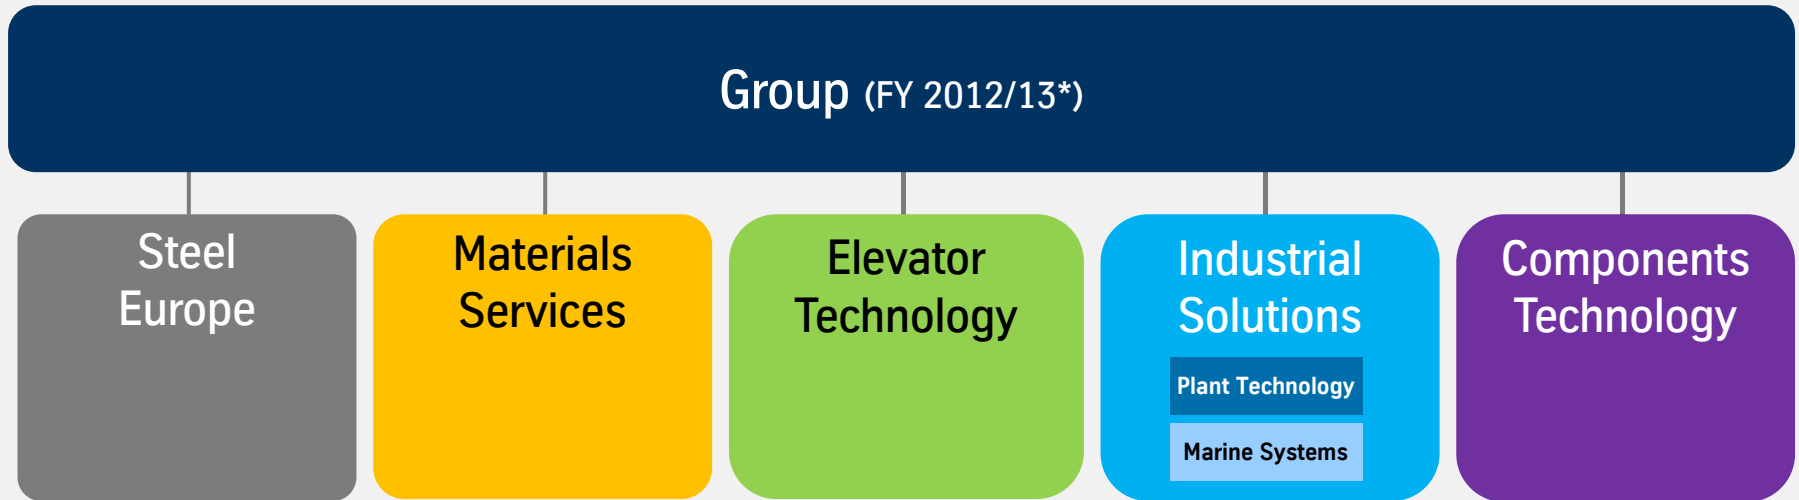 Group (FY 2012/13*)
Steel
Europe
Materials
Services
Elevator
Technology
Industrial
Solutions
Plant Technology
Marine Systems
Components
Technology